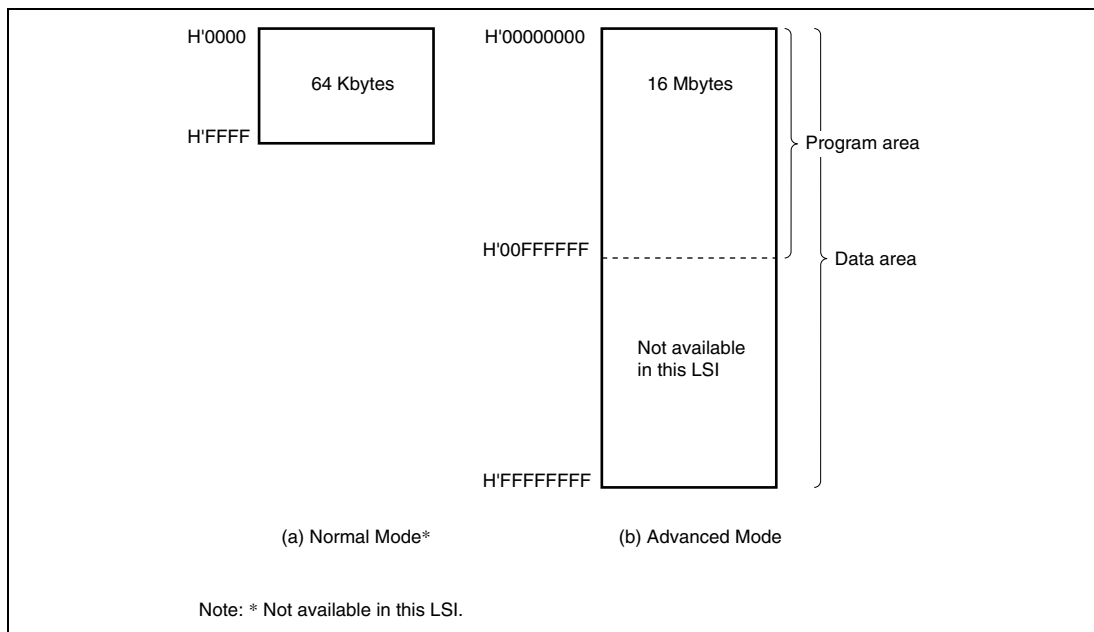 H'0000
64 Kbytes
H'FFFF
(a) Normal Mode*
H'00000000
16 Mbytes
Program area
H'00FFFFFF
Data area
Not available
in this LSI
H'FFFFFFFF
(b) Advanced Mode
Note: * Not available in this LSI.